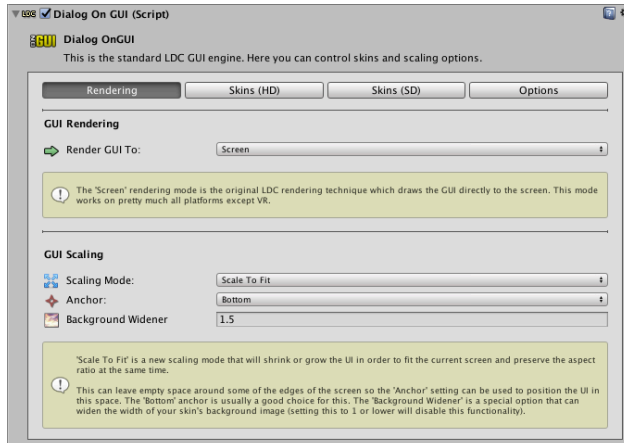 LDC Dialog On GUI (Script)
GUI Dialog OnGUI
This is the standard LDC GUI engine. Here you can control skins and scaling options.
Rendering Skins (HD) Skins (SD) Options
GUI Rendering
Render GUI To: Screen
The 'Screen' rendering mode is the original LDC rendering technique which draws the GUI directly to the screen. This mode
works on pretty much all platforms except VR.
GUI Scaling
Scaling Mode: Scale To Fit
Anchor: Bottom
Background Widener 1.5
'Scale To Fit' is a new scaling mode that will shrink or grow the UI in order to fit the current screen and preserve the aspect
ratio at the same time.
This can leave empty space around some of the edges of the screen so the 'Anchor' setting can be used to position the UI in
this space. The 'Bottom' anchor is usually a good choice for this. The 'Background Widener' is a special option that can
widen the width of your skin's background image (setting this to 1 or lower will disable this functionality).